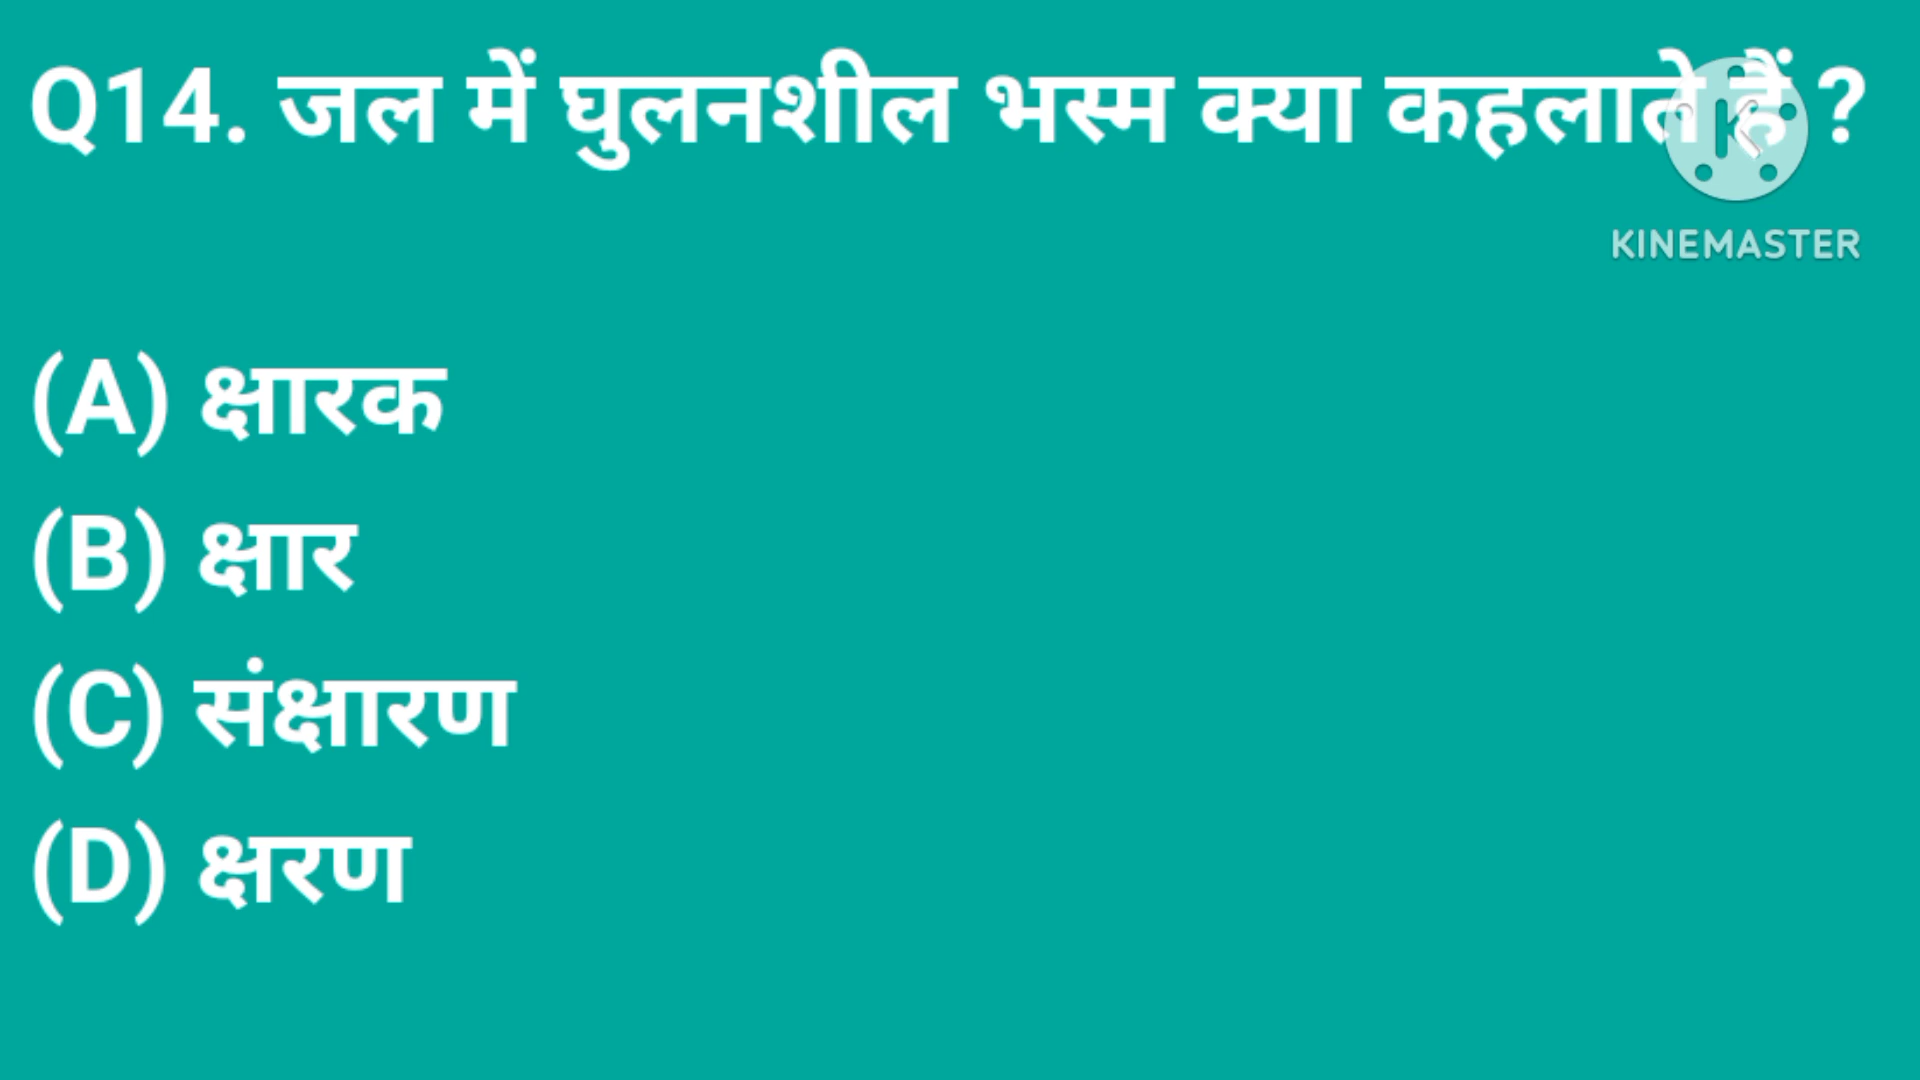 Q14. जल में घुलनशील भस्म क्या कहलाते हैं ?
KINEMASTER
(A) क्षारक
(B) क्षार
(C) संक्षारण
(D) क्षरण